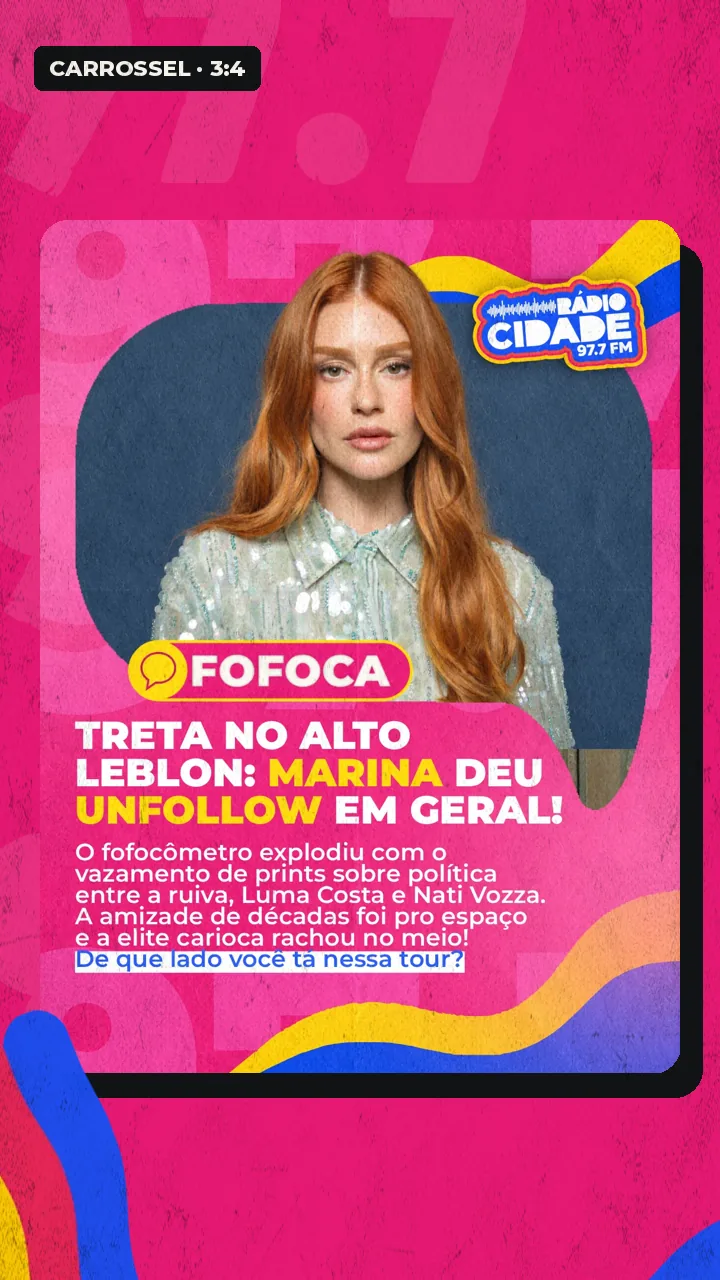 97.7
CARROSSEL · 3:4
RÁDIO
CIDADE
97.7 FM
FOFOCA
TRETA NO ALTO
LEBLON: MARINA DEU
UNFOLLOW EM GERAL!
O fofocômetro explodiu com o
vazamento de prints sobre política
entre a ruiva, Luma Costa e Nati Vozza.
A amizade de décadas foi pro espaço
e a elite carioca rachou no meio!
De que lado você tá nessa tour?